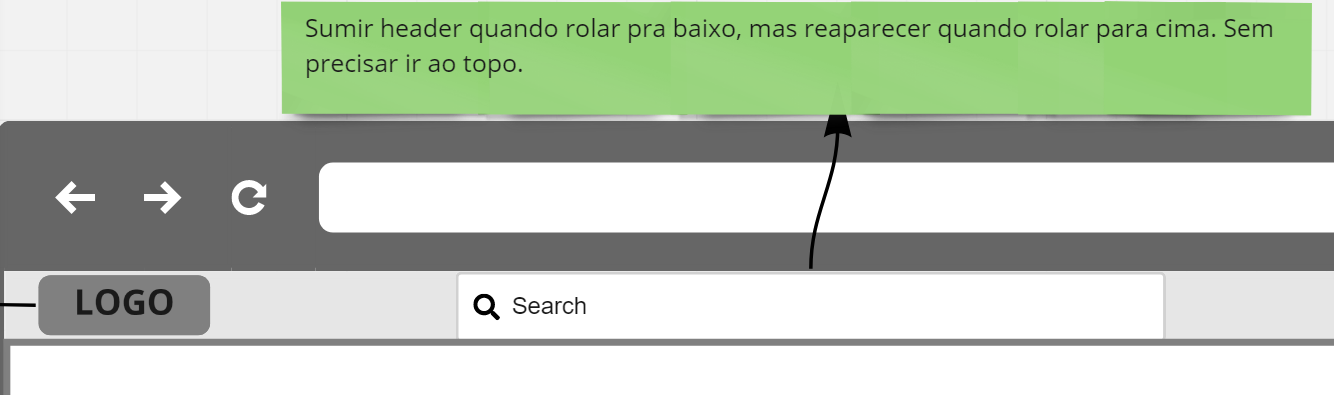 Sumir header quando rolar pra baixo, mas reaparecer quando rolar para cima. Sem
precisar ir ao topo.
LOGO
Search